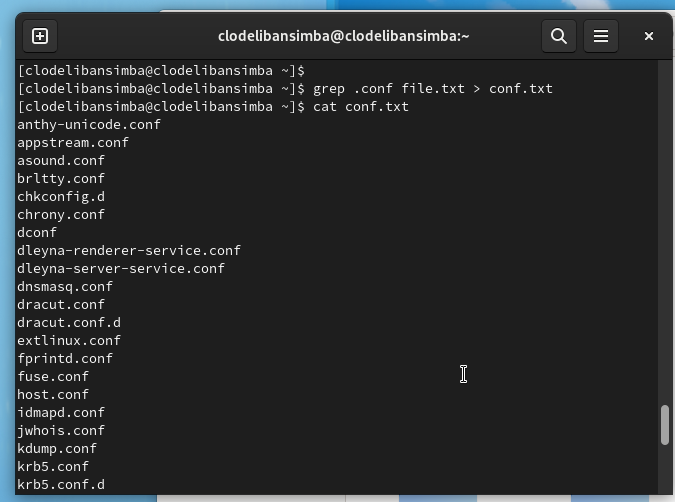 clodelibansimba@clodelibansimba:~
[clodelibansimba@clodelibansimba ~]$
[clodelibansimba@clodelibansimba ~]$ grep .conf file.txt > conf.txt
[clodelibansimba@clodelibansimba ~]$ cat conf.txt
anthy-unicode.conf
appstream.conf
asound.conf
brltty.conf
chkconfig.d
chrony.conf
dconf
dleyna-renderer-service.conf
dleyna-server-service.conf
dnsmasq.conf
dracut.conf
dracut.conf.d
extlinux.conf
fprintd.conf
fuse.conf
host.conf
idmapd.conf
jwhois.conf
kdump.conf
krb5.conf
krb5.conf.d